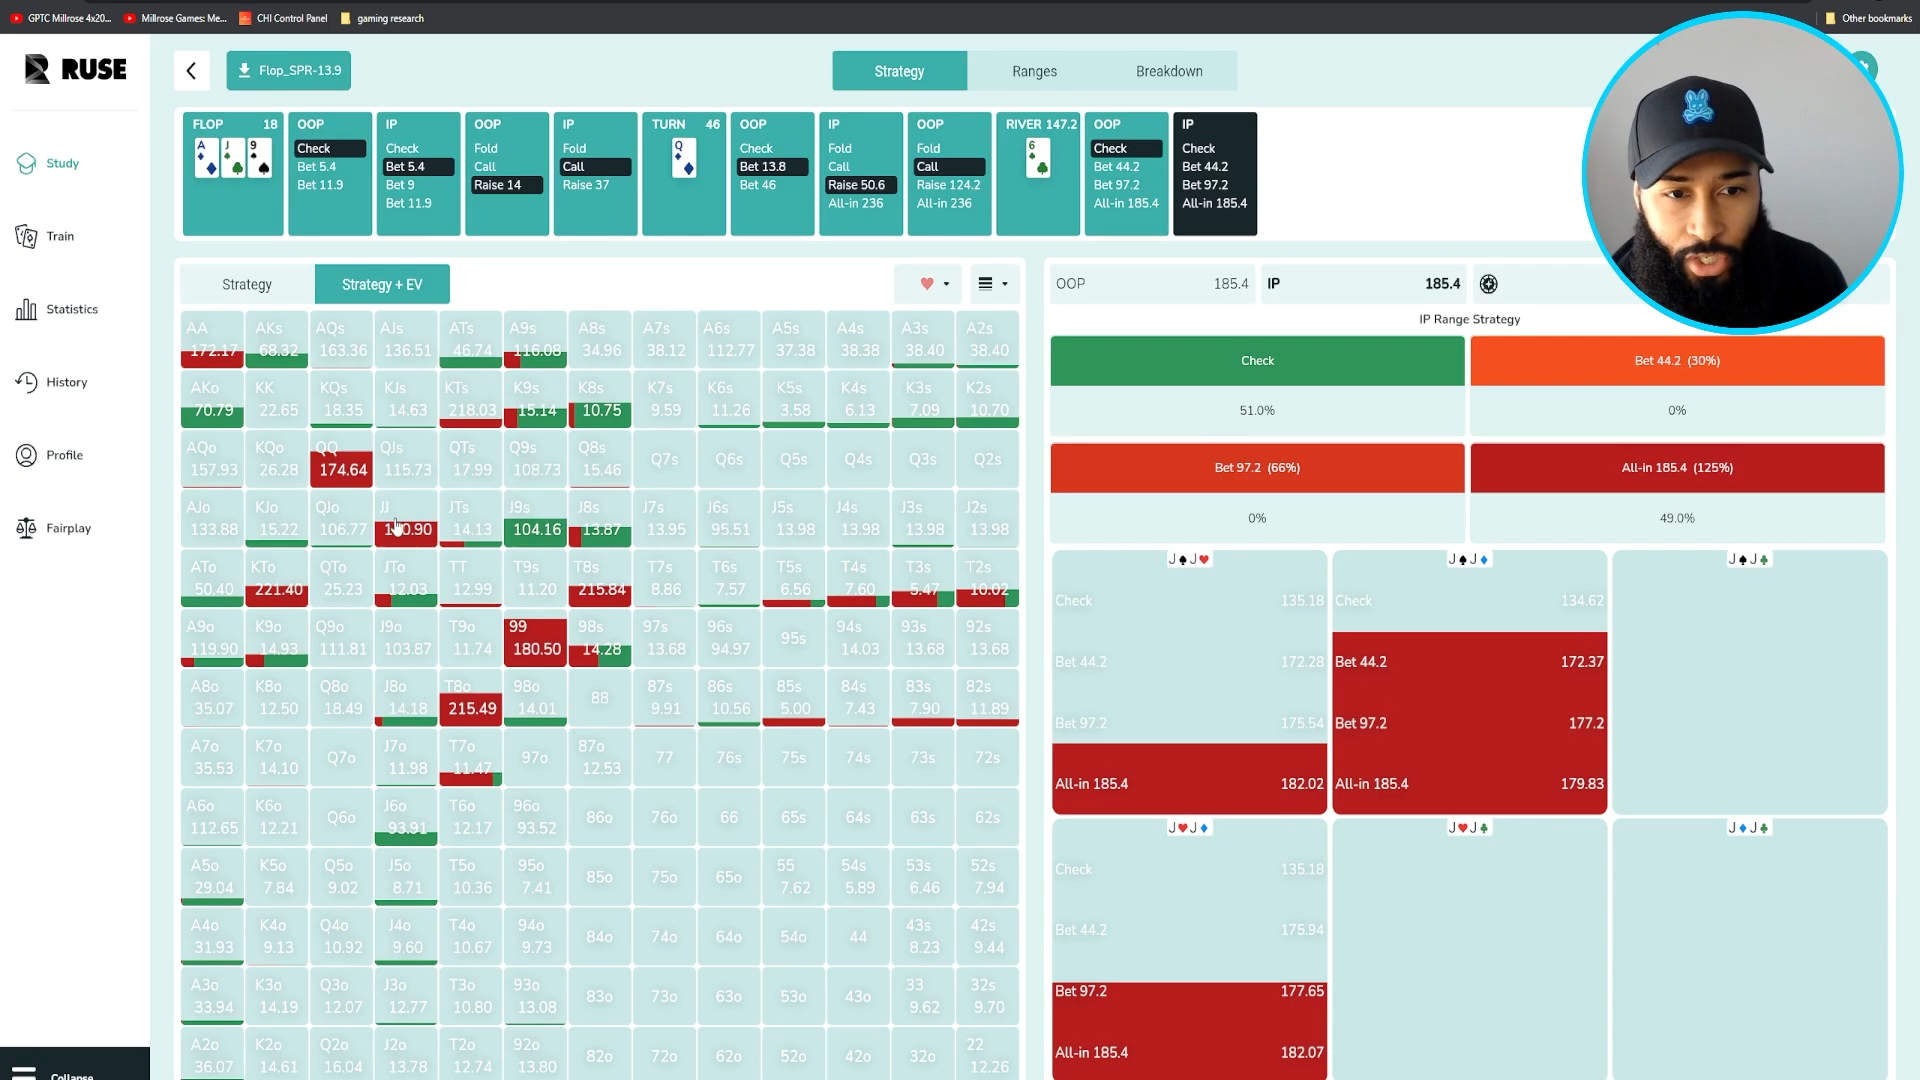 GPTC Millrose 4x20...
Millrose Games: Me...
CHI Control Panel
gaming research
Other bookmarks
RUSE
Flop_SPR-13.9
Strategy
Ranges
Breakdown
Study
Train
Statistics
History
Profile
Fairplay
Collapse
FLOP 18
A J 9
OOP
Check
Bet 5.4
Bet 11.9
IP
Check
Bet 5.4
Bet 9
Bet 11.9
OOP
Fold
Call
Raise 14
IP
Fold
Call
Raise 37
TURN 46
Q
OOP
Check
Bet 13.8
Bet 46
IP
Fold
Call
Raise 50.6
All-in 236
OOP
Fold
Call
Raise 124.2
All-in 236
RIVER 147.2
6
OOP
Check
Bet 44.2
Bet 97.2
All-in 185.4
IP
Check
Bet 44.2
Bet 97.2
All-in 185.4
Strategy
Strategy + EV
AA AKs AQs AJs ATs A9s A8s A7s A6s A5s A4s A3s A2s
172.17 68.32 163.36 136.51 46.74 116.08 34.96 38.12 112.77 37.38 38.38 38.40 38.40
AKo KK KQs KJs KTs K9s K8s K7s K6s K5s K4s K3s K2s
70.79 22.65 18.35 14.63 218.03 15.14 10.75 9.59 11.26 3.58 6.13 7.09 10.70
AQo KQo QQ QJs QTs Q9s Q8s Q7s Q6s Q5s Q4s Q3s Q2s
157.93 26.28 174.64 115.73 17.99 108.73 15.46
AJo KJo QJo JJ JTs J9s J8s J7s J6s J5s J4s J3s J2s
133.88 15.22 106.77 14.13 104.16 13.87 13.95 95.51 13.98 13.98 13.98 13.98
ATo KTo QTo JTo TT T9s T8s T7s T6s T5s T4s T3s T2s
50.40 221.40 25.23 12.03 12.99 11.20 215.84 8.86 7.57 6.56 7.60 5.47 10.02
A9o K9o Q9o J9o T9o 99 98s 97s 96s 95s 94s 93s 92s
119.90 14.93 111.81 103.87 11.74 180.50 14.28 13.68 94.97 14.03 13.68 13.68
A8o K8o Q8o J8o T8o 98o 88 87s 86s 85s 84s 83s 82s
35.07 12.50 18.49 14.18 215.49 14.01 9.91 10.56 5.00 7.43 7.90 11.89
A7o K7o Q7o J7o T7o 97o 87o 77 76s 75s 74s 73s 72s
35.53 14.10 11.98 11.47 12.53
A6o K6o Q6o J6o T6o 96o 86o 76o 66 65s 64s 63s 62s
112.65 12.21 93.91 12.17 93.52
A5o K5o Q5o J5o T5o 95o 85o 75o 65o 55 54s 53s 52s
29.04 7.84 9.02 8.71 10.36 7.41 7.62 5.89 6.46 7.94
A4o K4o Q4o J4o T4o 94o 84o 74o 64o 54o 44 43s 42s
31.93 9.13 10.92 9.60 10.67 9.73 8.23 9.44
A3o K3o Q3o J3o T3o 93o 83o 73o 63o 53o 43o 33 32s
33.94 14.19 12.07 12.77 10.80 13.08 9.62 9.70
A2o K2o Q2o J2o T2o 92o 82o 72o 62o 52o 42o 32o 22
36.07 14.61 16.04 13.78 12.74 13.80 12.26
OOP 185.4
IP 185.4
IP Range Strategy
Check
51.0%
Bet 44.2 (30%)
0%
Bet 97.2 (66%)
0%
All-in 185.4 (125%)
49.0%
J♠J♥
Check 135.18
Bet 44.2 172.28
Bet 97.2 175.54
All-in 185.4 182.02
J♠J♦
Check 134.62
Bet 44.2 172.37
Bet 97.2 177.2
All-in 185.4 179.83
J♠J♣
J♥J♦
Check 135.18
Bet 44.2 175.94
Bet 97.2 177.65
All-in 185.4 182.07
J♥J♣
J♦J♣